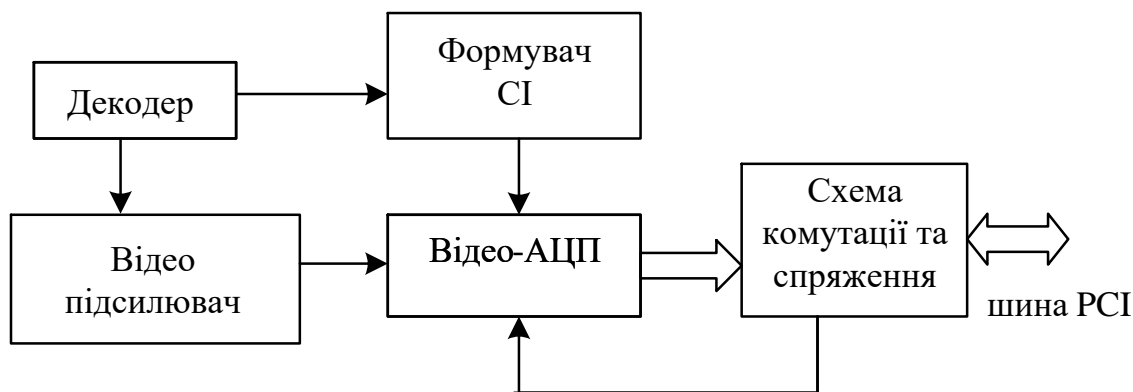 Формувач
СІ
Декодер
Схема
комутації та
спряження
Відео
підсилювач
Відео-АЦП
шина PCI